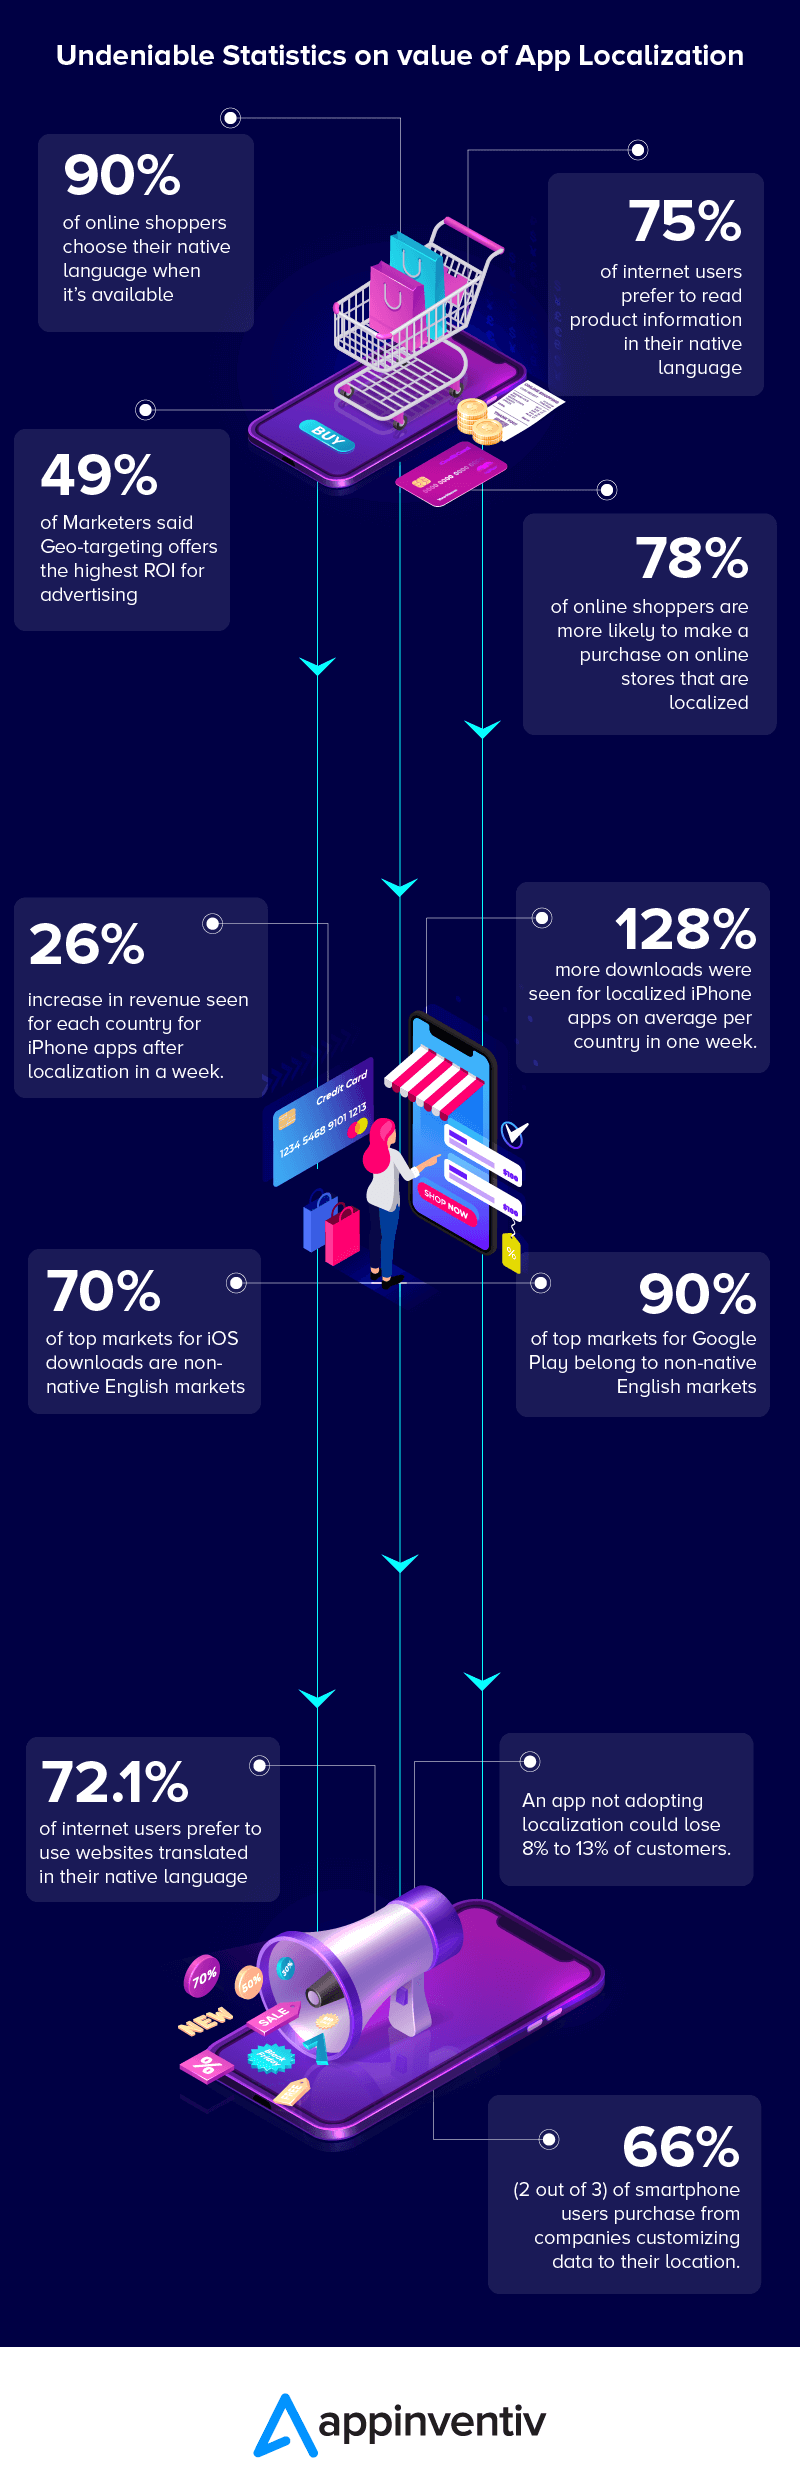 Undeniable Statistics on value of App Localization
90%
of online shoppers
choose their native
language when
it's available
75%
of internet users
prefer to read
product information
in their native
language
BUY
49%
of Marketers said
Geo-targeting offers
the highest ROI for
advertising
78%
of online shoppers are
more likely to make a
purchase on online
stores that are
localized
26%
increase in revenue seen
for each country for
iPhone apps after
localization in a week.
128%
more downloads were
seen for localized iPhone
apps on average per
country in one week.
Credit Card
1234 5468 9101 1213
$100
$100
SHOP NOW
%
70%
of top markets for iOS
downloads are non-
native English markets
90%
of top markets for Google
Play belong to non-native
English markets
72.1%
of internet users prefer to
use websites translated
in their native language
An app not adopting
localization could lose
8% to 13% of customers.
70%
50%
30%
NEW
SALE
%
66%
(2 out of 3) of smartphone
users purchase from
companies customizing
data to their location.
appinventiv